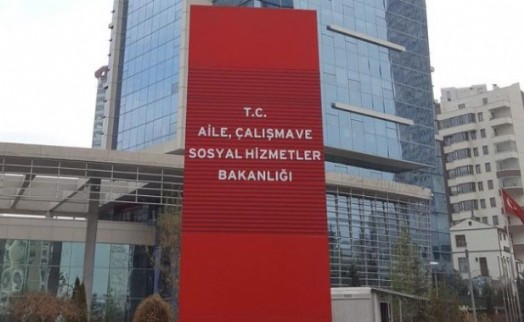 T.C.
AİLE, ÇALIŞMAVE
SOSYAL HİZMETLER
BAKANLIĞI